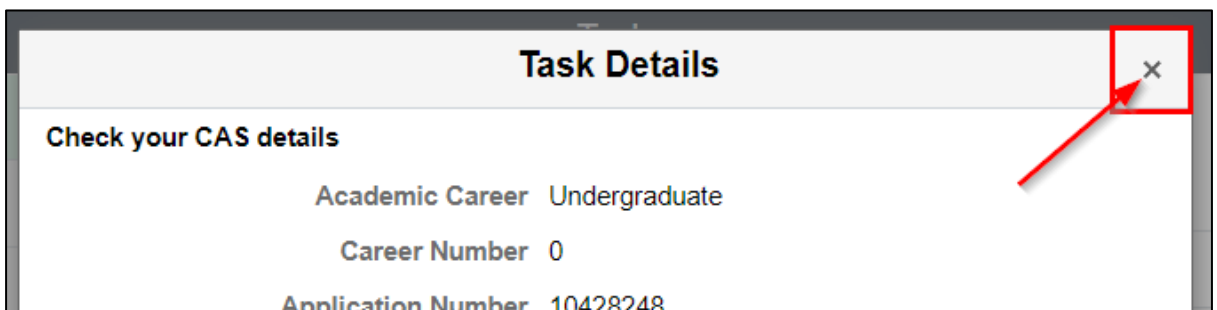 Task Details
×
Check your CAS details
Academic Career Undergraduate
Career Number 0
Application Number 10428248